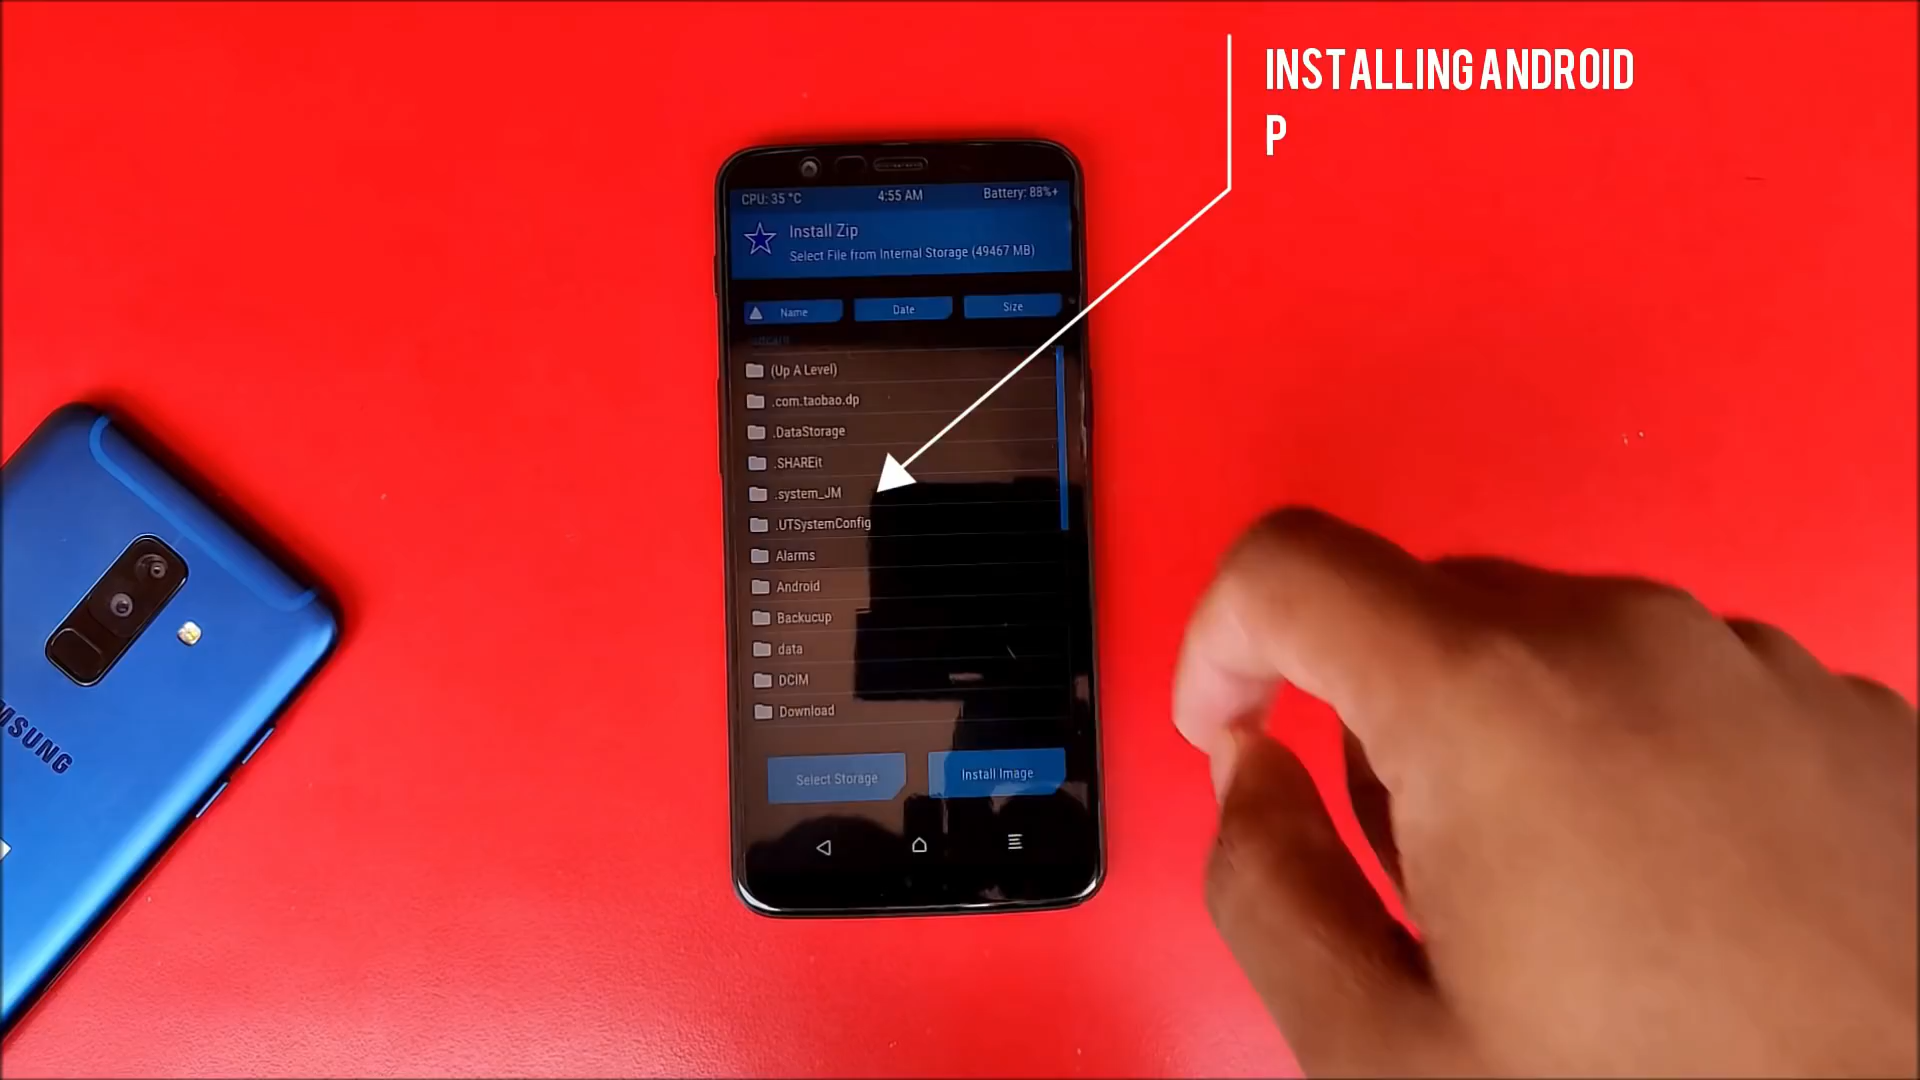 INSTALLING ANDROID
P
CPU: 35 °C 4:55 AM Battery: 88%+
Install Zip
Select File from Internal Storage (49467 MB)
Name Date Size
(Up A Level)
.com.taobao.dp
.DataStorage
.SHAREit
.system_JM
.UTSystemConfig
Alarms
Android
Backucup
data
DCIM
Download
Select Storage Install Image
MSUNG